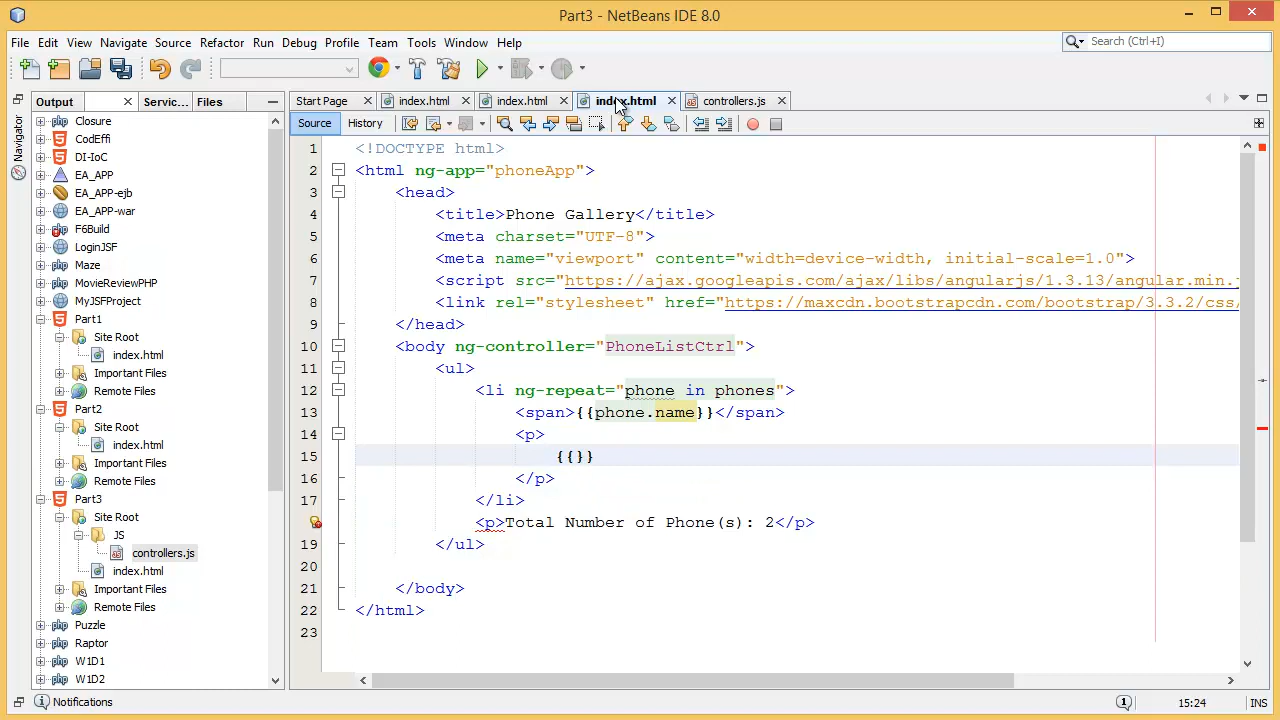 Part3 - NetBeans IDE 8.0
File Edit View Navigate Source Refactor Run Debug Profile Team Tools Window Help
Search (Ctrl+I)
Output Servic... Files
Start Page index.html index.html index.html controllers.js
Source History
Navigator
Closure
CodEffi
DI-IoC
EA_APP
EA_APP-ejb
EA_APP-war
F6Build
LoginJSF
Maze
MovieReviewPHP
MyJSFProject
Part1
Site Root
index.html
Important Files
Remote Files
Part2
Site Root
index.html
Important Files
Remote Files
Part3
Site Root
JS
controllers.js
index.html
Important Files
Remote Files
Puzzle
Raptor
W1D1
W1D2
1 <!DOCTYPE html>
2 <html ng-app="phoneApp">
3 <head>
4 <title>Phone Gallery</title>
5 <meta charset="UTF-8">
6 <meta name="viewport" content="width=device-width, initial-scale=1.0">
7 <script src="https://ajax.googleapis.com/ajax/libs/angularjs/1.3.13/angular.min.
8 <link rel="stylesheet" href="https://maxcdn.bootstrapcdn.com/bootstrap/3.3.2/css/
9 </head>
10 <body ng-controller="PhoneListCtrl">
11 <ul>
12 <li ng-repeat="phone in phones">
13 <span>{{phone.name}}</span>
14 <p>
15 {{}}
16 </p>
17 </li>
<p>Total Number of Phone(s): 2</p>
19 </ul>
20
21 </body>
22 </html>
23
Notifications
1
15:24 INS